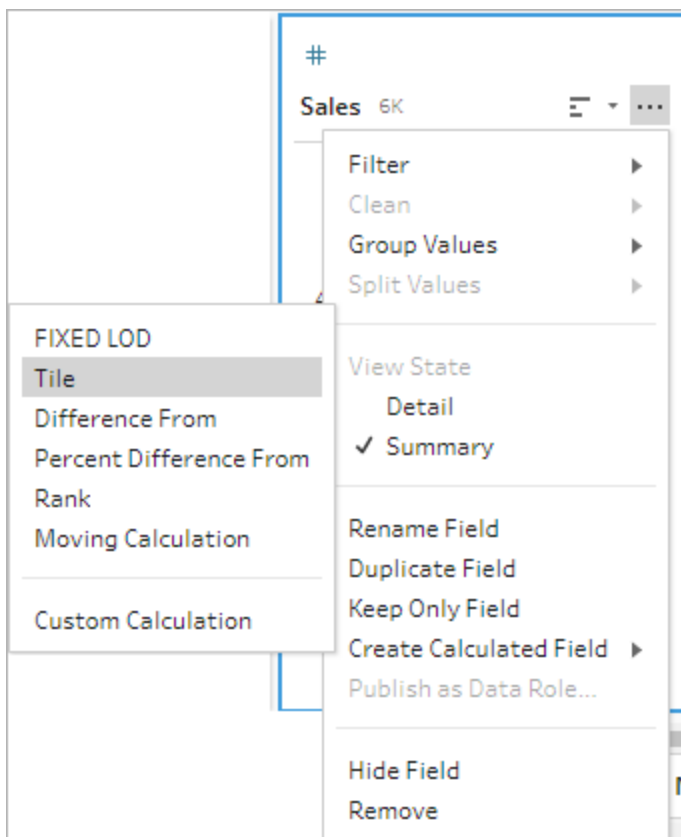 #
Sales 6K
Filter
Clean
Group Values
Split Values
View State
Detail
Summary
Rename Field
Duplicate Field
Keep Only Field
Create Calculated Field
Publish as Data Role...
Hide Field
Remove
FIXED LOD
Tile
Difference From
Percent Difference From
Rank
Moving Calculation
Custom Calculation